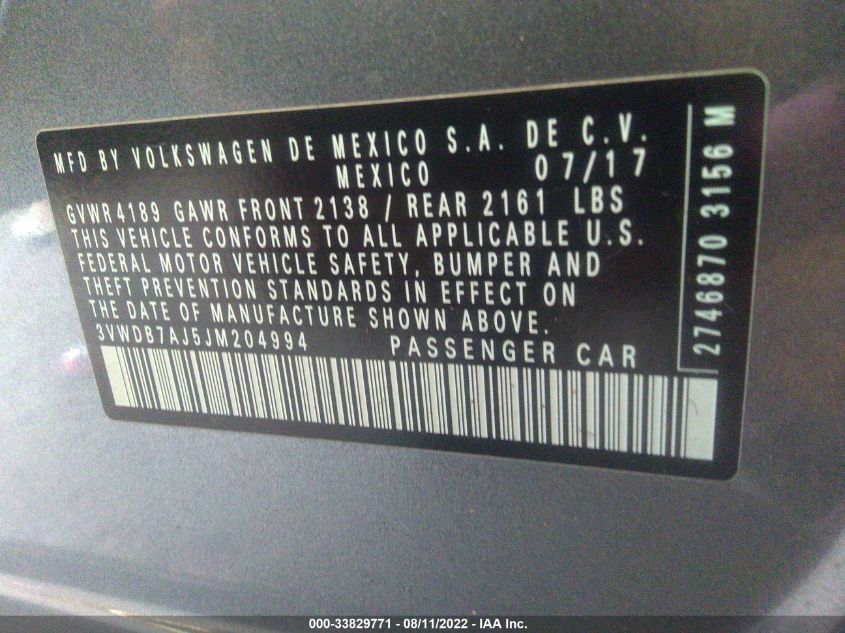 MFD BY VOLKSWAGEN DE MEXICO S.A. DE C.V.
MEXICO 07/17
GVWR 4189 GAWR FRONT 2138 / REAR 2161 LBS
THIS VEHICLE CONFORMS TO ALL APPLICABLE U.S.
FEDERAL MOTOR VEHICLE SAFETY, BUMPER AND
THEFT PREVENTION STANDARDS IN EFFECT ON
THE DATE OF MANUFACTURE SHOWN ABOVE.
3VWDB7AJ5JM204994 PASSENGER CAR
2746870 3156 M
000-33829771 - 08/11/2022 - IAA Inc.